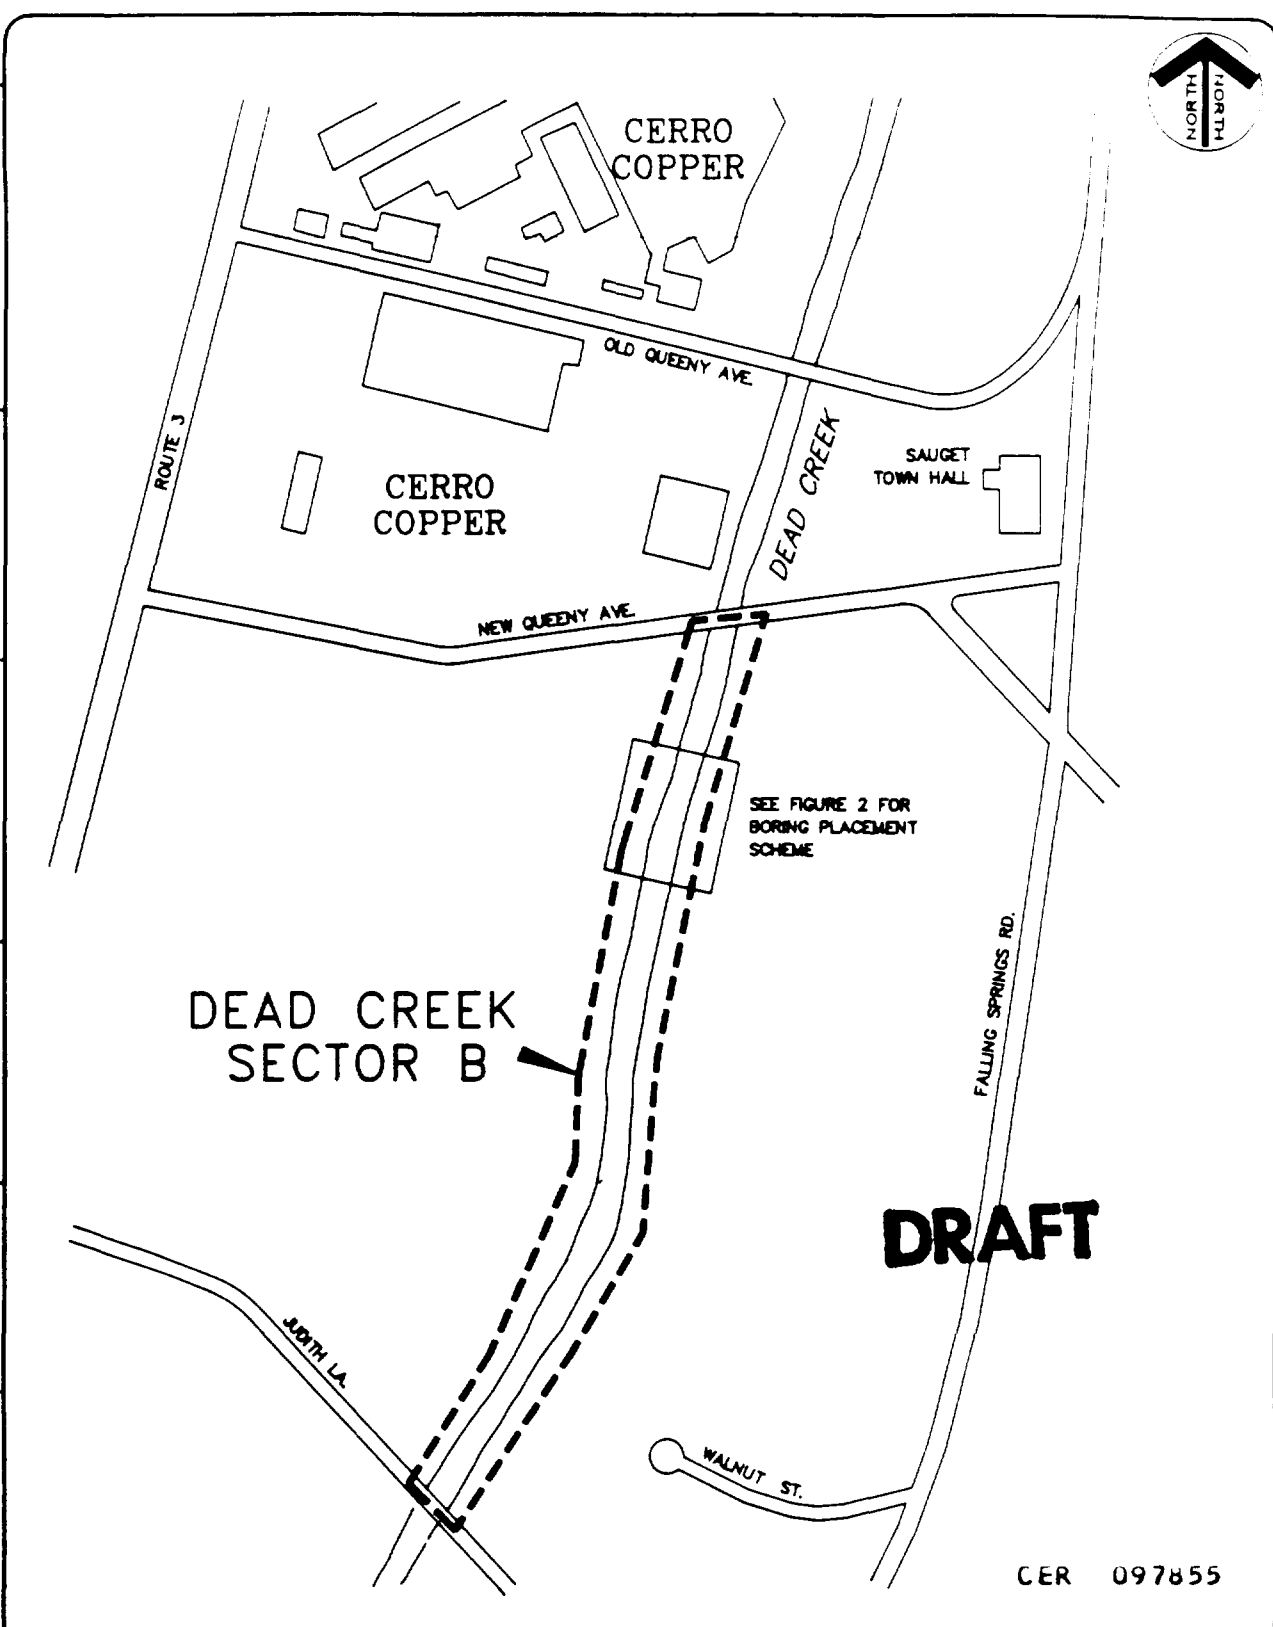 NORTH
NORTH
CERRO
COPPER
OLD QUEENY AVE.
ROUTE 3
DEAD CREEK
SAUGET
TOWN HALL
CERRO
COPPER
NEW QUEENY AVE.
SEE FIGURE 2 FOR
BORING PLACEMENT
SCHEME
FALLING SPRINGS RD.
DEAD CREEK
SECTOR B
DRAFT
JUDITH LA.
WALNUT ST.
CER 097855